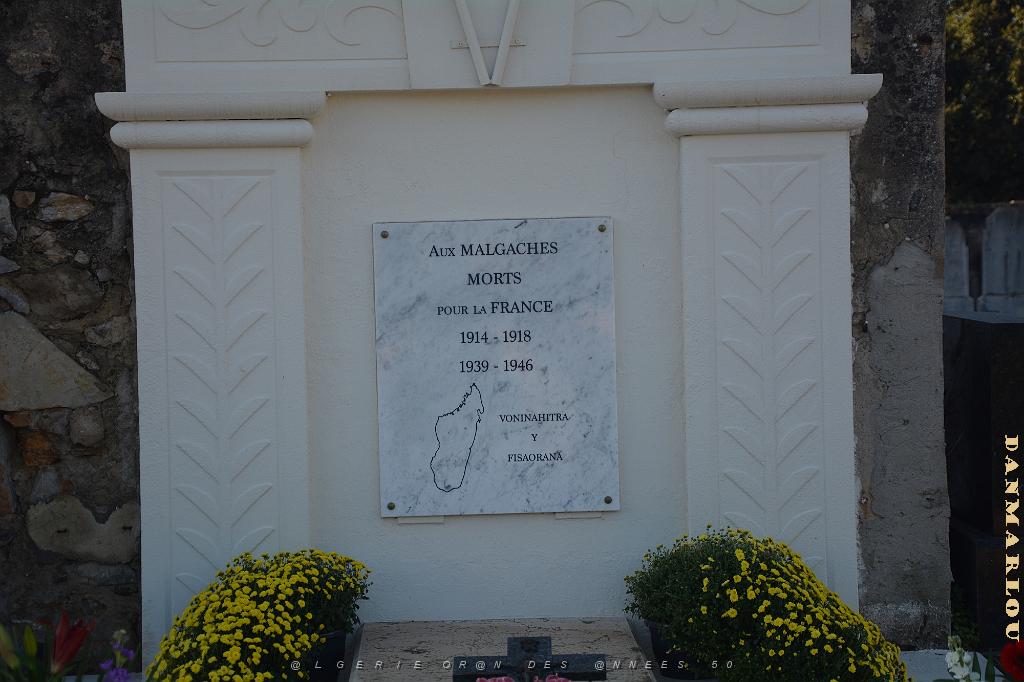 Aux MALGACHES
MORTS
POUR LA FRANCE
1914 - 1918
1939 - 1946
VONINAHITRA
Y
FISAORANA
DANMARLOU
@LGERIE OR@N DES @NNEES 50